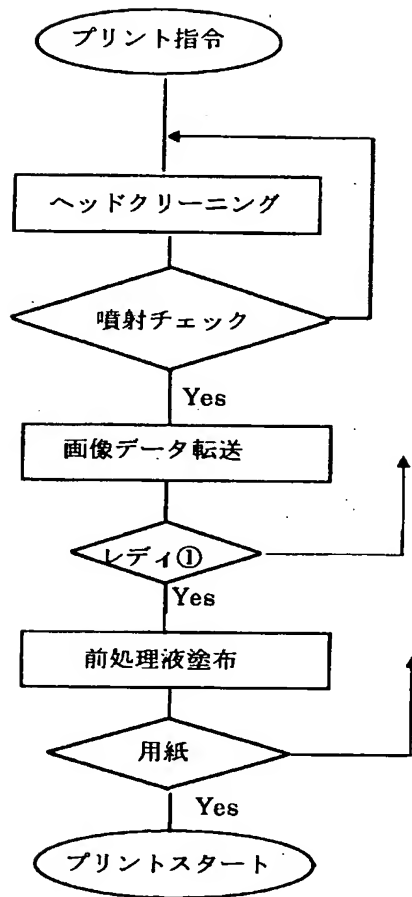 プリント指令
ヘッドクリーニング
噴射チェック
Yes
画像データ転送
レディ①
Yes
前処理液塗布
用紙
Yes
プリントスタート